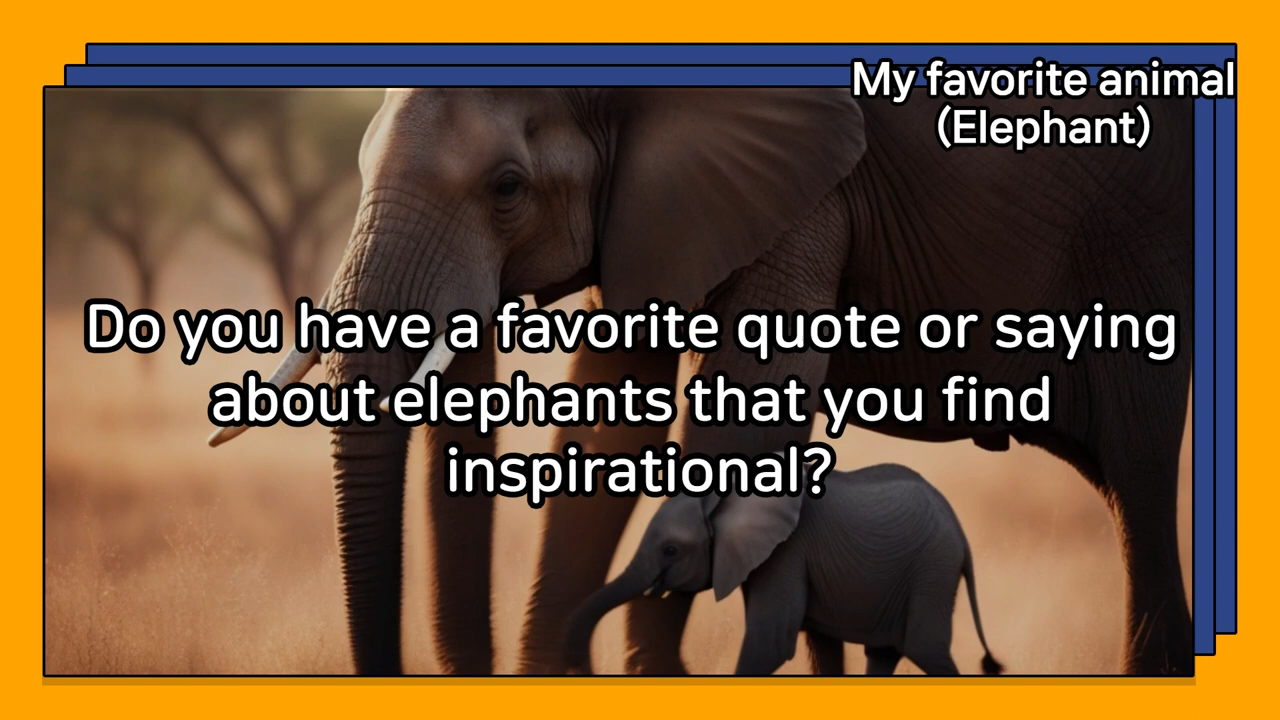 My favorite animal
(Elephant)
Do you have a favorite quote or saying
about elephants that you find
inspirational?